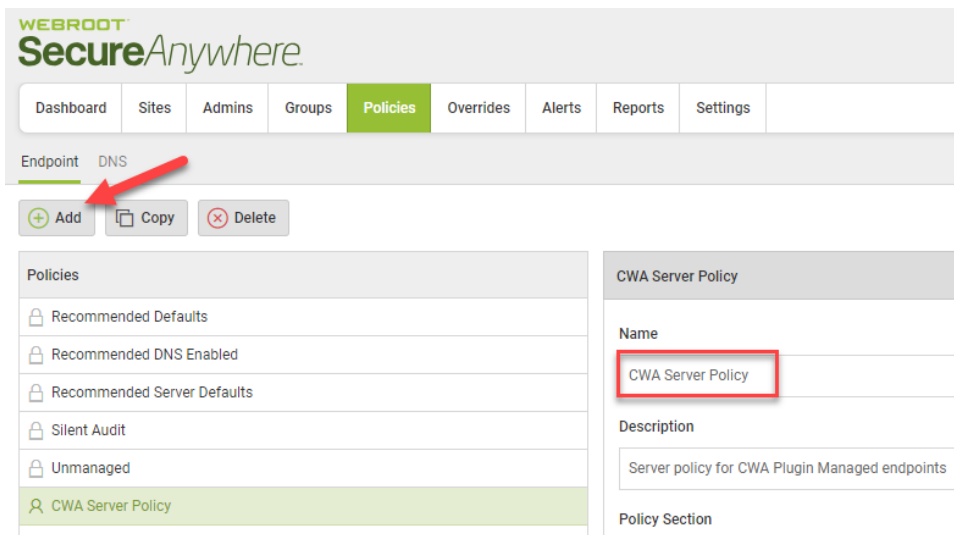 WEBROOT
SecureAnywhere.
Dashboard Sites Admins Groups Policies Overrides Alerts Reports Settings
Endpoint DNS
Add Copy Delete
Policies
Recommended Defaults
Recommended DNS Enabled
Recommended Server Defaults
Silent Audit
Unmanaged
CWA Server Policy
CWA Server Policy
Name
CWA Server Policy
Description
Server policy for CWA Plugin Managed endpoints
Policy Section